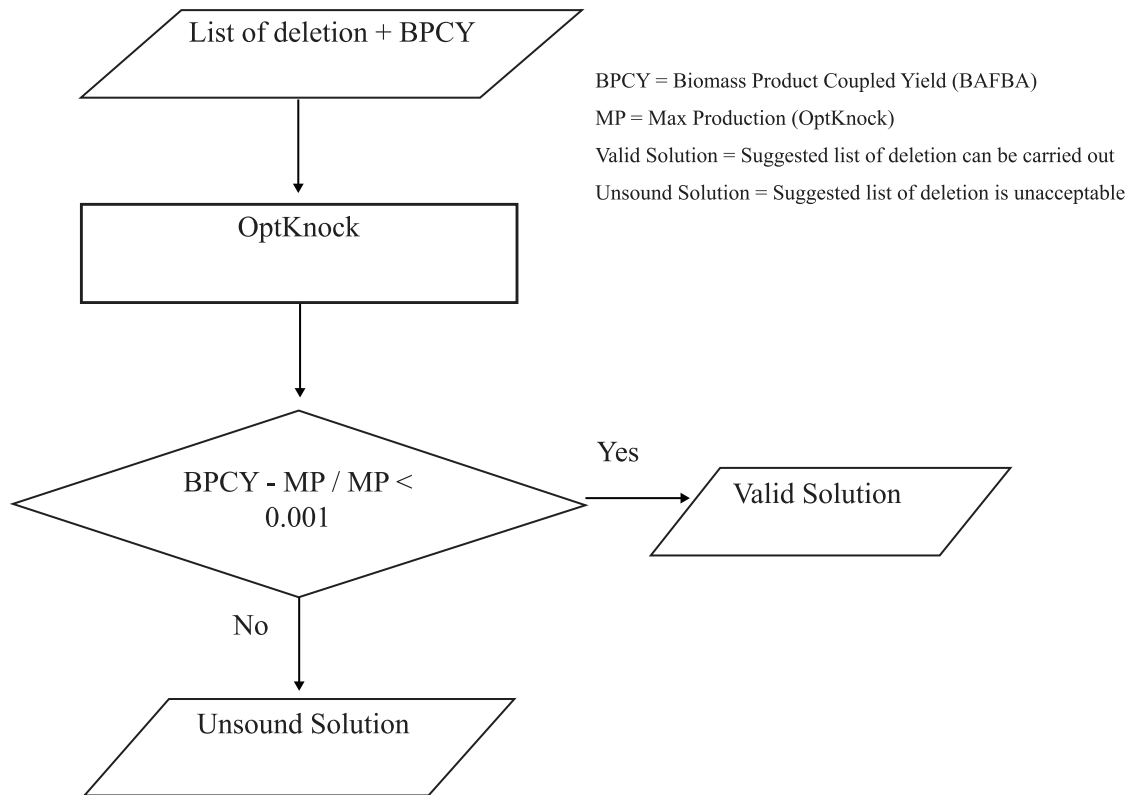 List of deletion + BPCY
BPCY = Biomass Product Coupled Yield (BAFBA)
MP = Max Production (OptKnock)
Valid Solution = Suggested list of deletion can be carried out
Unsound Solution = Suggested list of deletion is unacceptable
OptKnock
BPCY - MP / MP <
0.001
Yes
Valid Solution
No
Unsound Solution